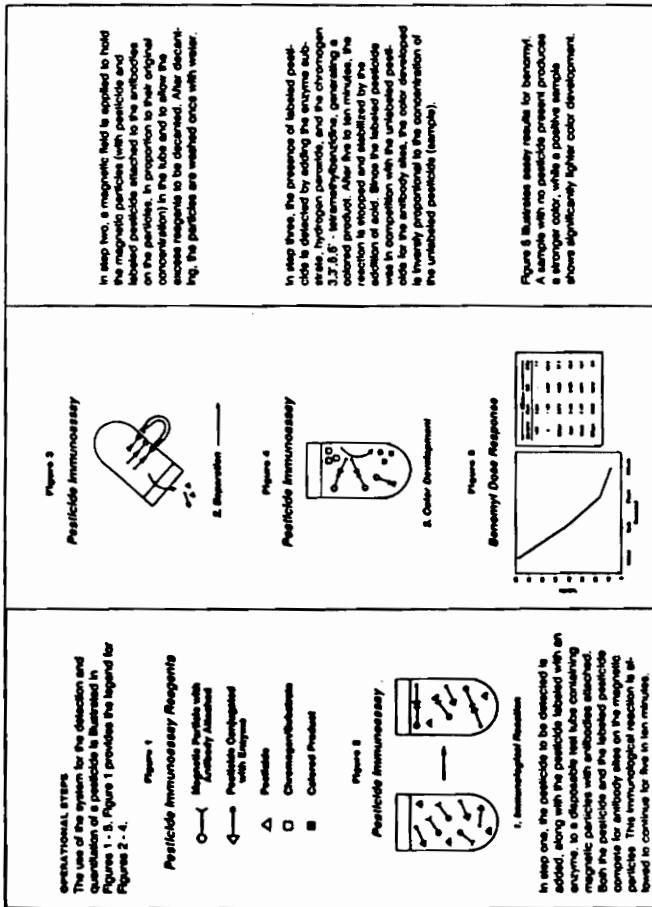 OPERATIONAL STEPS
The use of the system for the detection and
quantitation of a pesticide is illustrated in
Figures 1 - 5. Figure 1 provides the legend for
Figures 2 - 4.
Figure 1
Pesticide Immunoassay Reagents
Magnetic Particle with
Antibody Attached
Pesticide Conjugated
with Enzyme
Pesticide
Chromogen/Substrate
Colored Product
Figure 2
Pesticide Immunoassay
1. Immunological Reaction
In step one, the pesticide to be detected is
added, along with the pesticide labeled with an
enzyme, to a disposable test tube containing
magnetic particles with antibodies attached.
Both the pesticide and the labeled pesticide
compete for antibody sites on the magnetic
particles. This immunological reaction is al-
lowed to continue for five to ten minutes.
Figure 3
Pesticide Immunoassay
2. Separation
Figure 4
Pesticide Immunoassay
3. Color Development
Figure 5
Benomyl Dose Response
In step two, a magnetic field is applied to hold
the magnetic particles (with pesticide and
labeled pesticide attached to the antibodies
on the particles, in proportion to their original
concentration) in the tube and to allow the
excess reagents to be decanted. After decant-
ing, the particles are washed once with water.
In step three, the presence of labeled pesti-
cide is detected by adding the enzyme sub-
strate, hydrogen peroxide, and the chromogen
3,3',5,5' - tetramethylbenzidine, generating a
colored product. After five to ten minutes, the
reaction is stopped and stabilized by the
addition of acid. Since the labeled pesticide
was in competition with the unlabeled pesti-
cide for the antibody sites, the color developed
is inversely proportional to the concentration of
the unlabeled pesticide (sample).
Figure 5 illustrates assay results for benomyl.
A sample with no pesticide present produces
a stronger color, while a positive sample
shows significantly lighter color development.